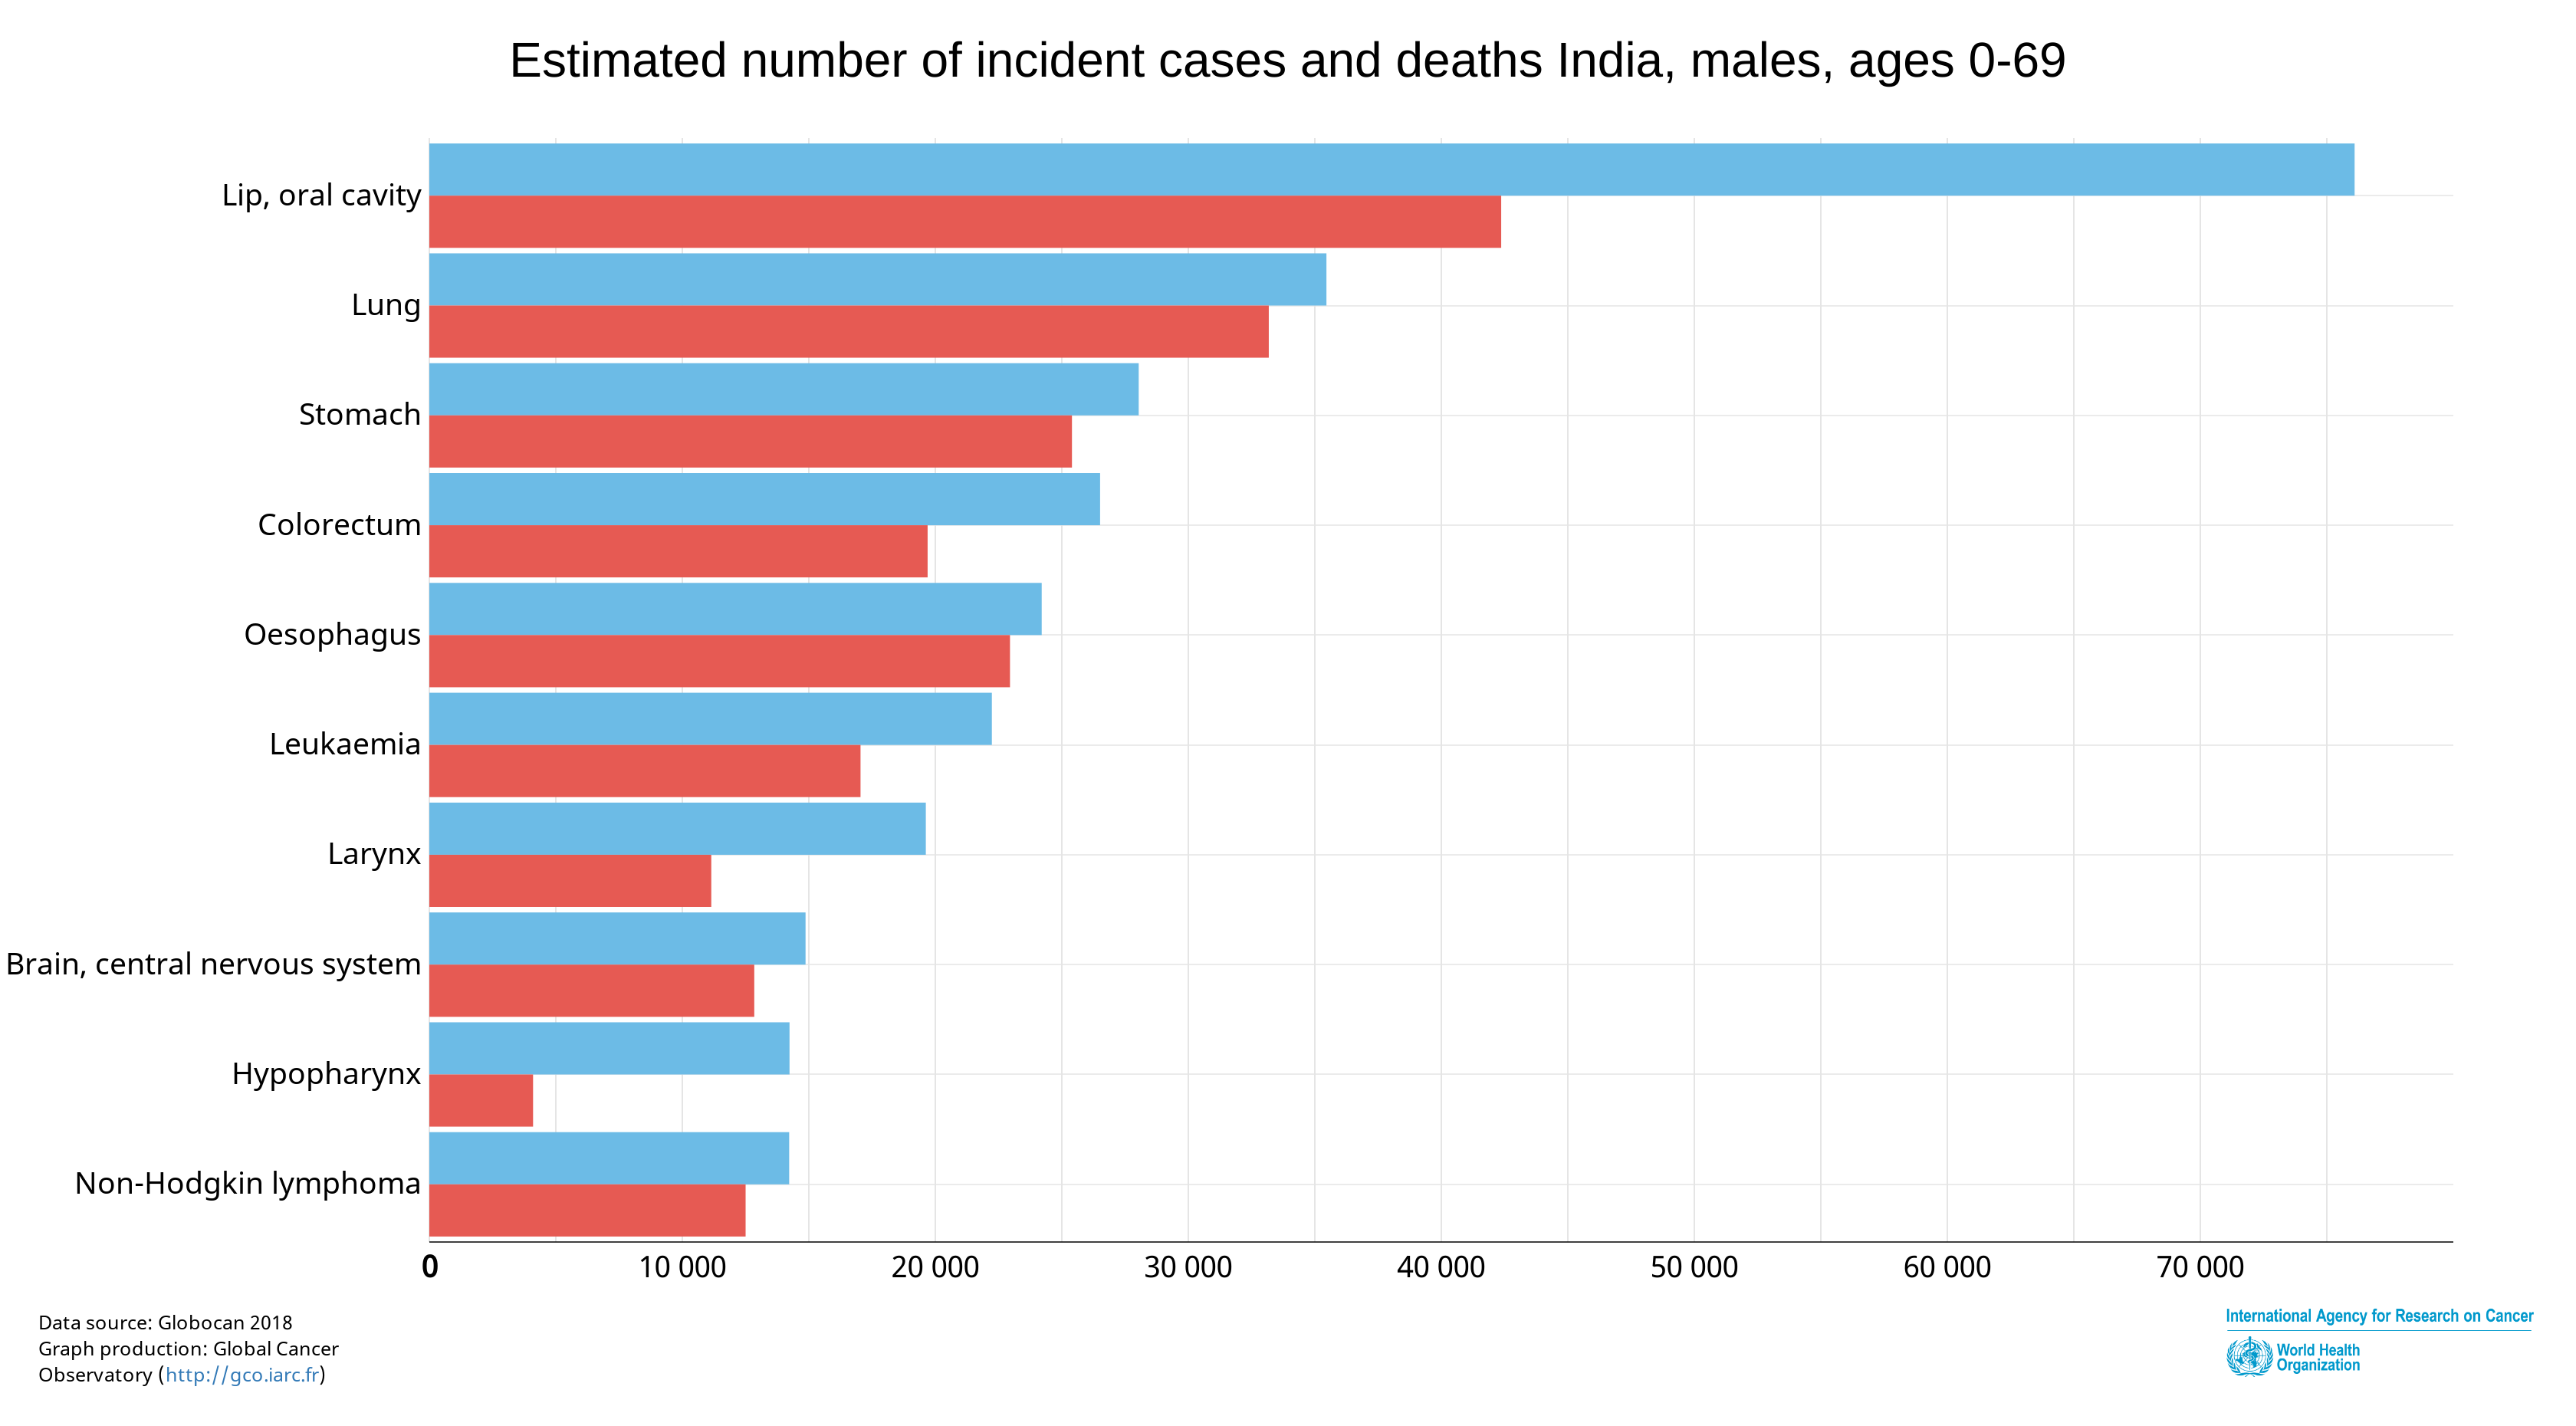 Estimated number of incident cases and deaths India, males, ages 0-69
Lip, oral cavity
Lung
Stomach
Colorectum
Oesophagus
Leukaemia
Larynx
Brain, central nervous system
Hypopharynx
Non-Hodgkin lymphoma
0 10 000 20 000 30 000 40 000 50 000 60 000 70 000
Data source: Globocan 2018
Graph production: Global Cancer
Observatory (http://gco.iarc.fr)
International Agency for Research on Cancer
World Health
Organization